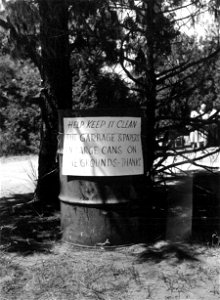 HELP KEEP IT CLEAN
GARBAGE & PAPERS
CANS ON
GROUNDS-THANKS